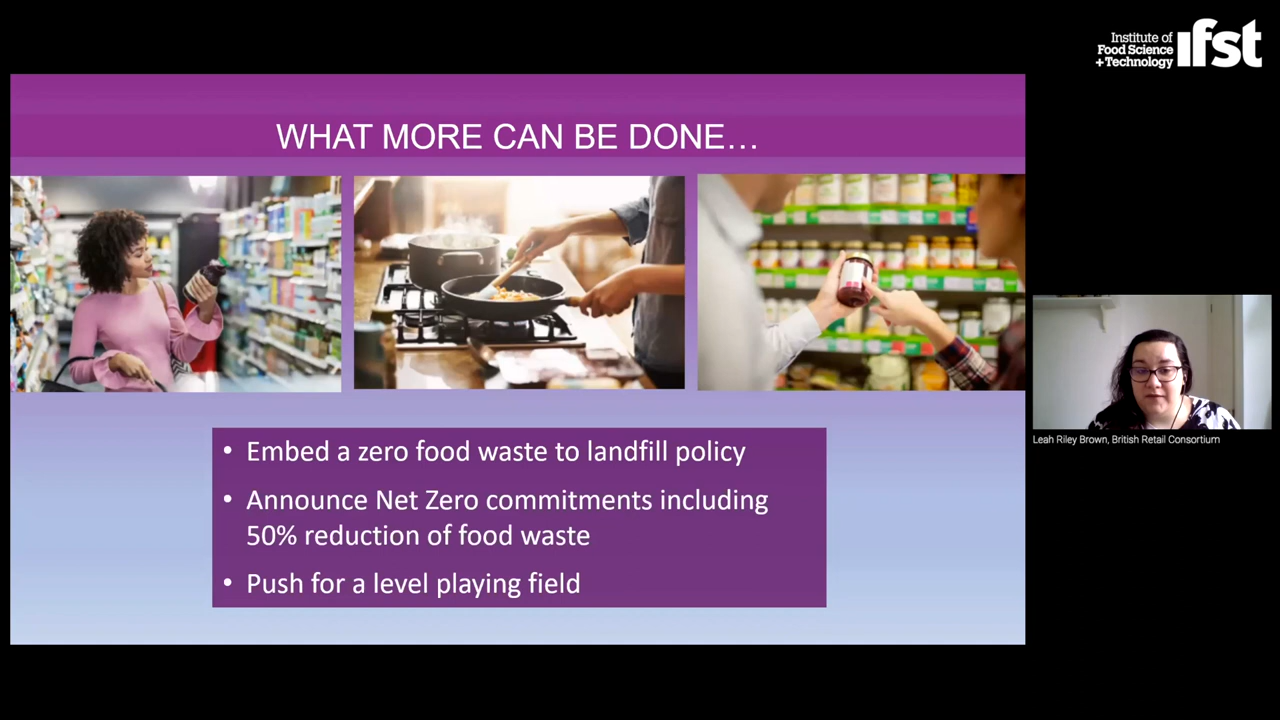 Institute of
Food Science
+Technology
ifst
WHAT MORE CAN BE DONE…
• Embed a zero food waste to landfill policy
• Announce Net Zero commitments including
50% reduction of food waste
• Push for a level playing field
Leah Riley Brown, British Retail Consortium